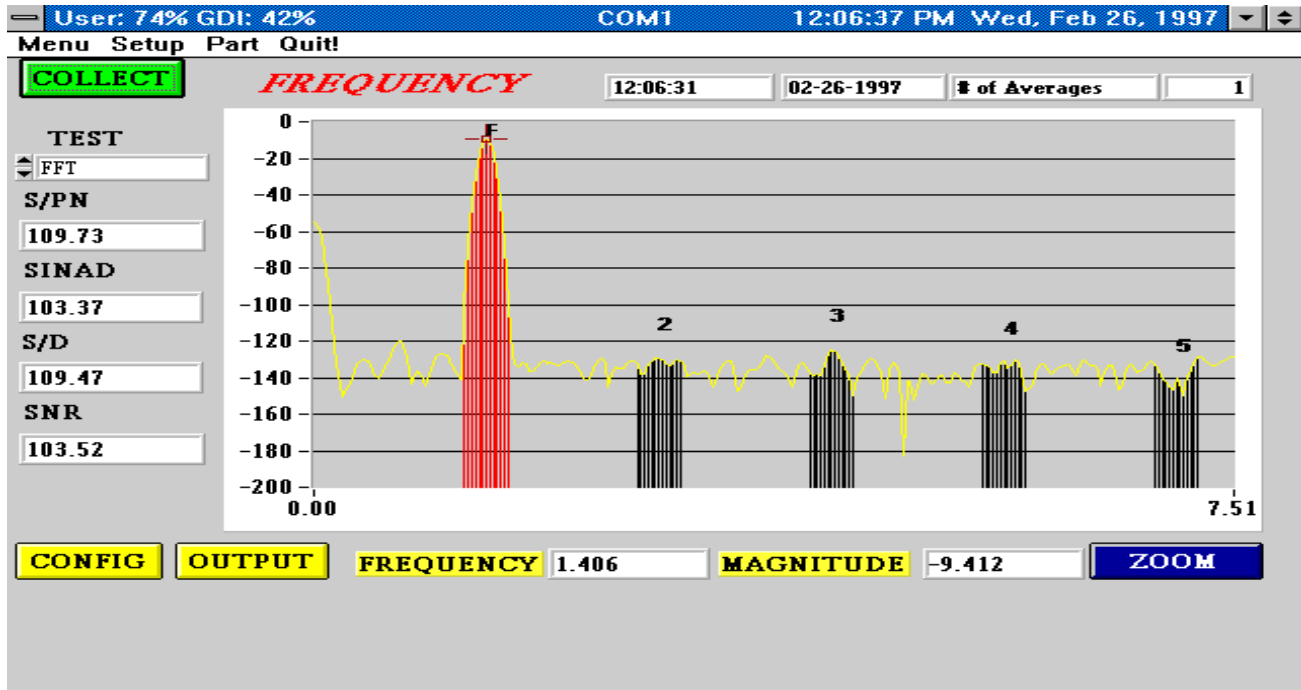 User: 74% GDI: 42% COM1 12:06:37 PM Wed, Feb 26, 1997
Menu Setup Part Quit!
COLLECT
FREQUENCY
12:06:31
02-26-1997
# of Averages
1
TEST
FFT
S/PN
109.73
SINAD
103.37
S/D
109.47
SNR
103.52
0
-20
-40
-60
-80
-100
-120
-140
-160
-180
-200
F
2
3
4
5
0.00
7.51
CONFIG
OUTPUT
FREQUENCY
1.406
MAGNITUDE
-9.412
ZOOM